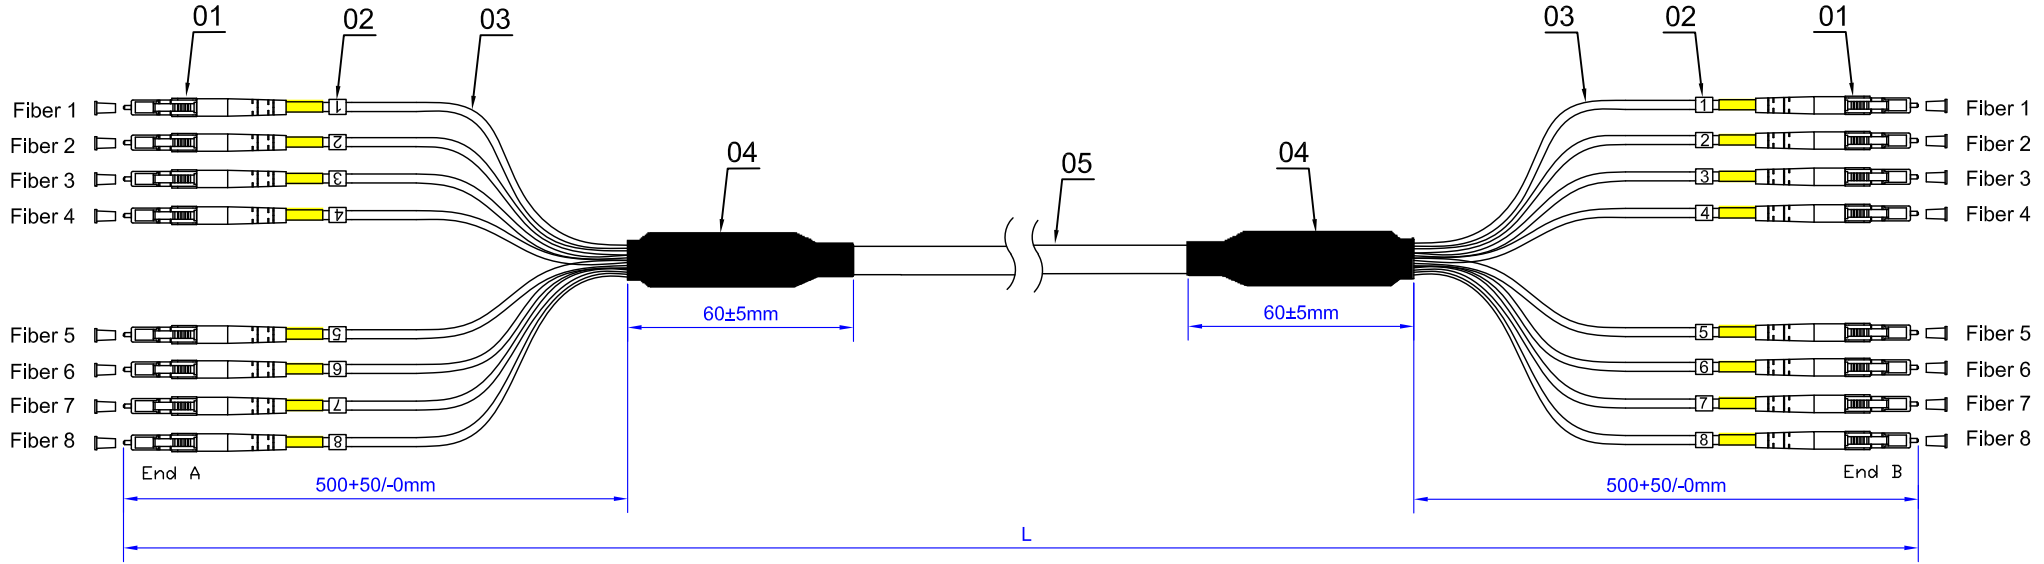 01 02 03 03 02 01
Fiber 1 1 1 Fiber 1
Fiber 2 2 2 Fiber 2
04 05 04
Fiber 3 3 3 Fiber 3
Fiber 4 4 4 Fiber 4
60±5mm 60±5mm
Fiber 5 5 5 Fiber 5
Fiber 6 6 6 Fiber 6
Fiber 7 7 7 Fiber 7
Fiber 8 8 8 Fiber 8
End A End B
500+50/-0mm 500+50/-0mm
L